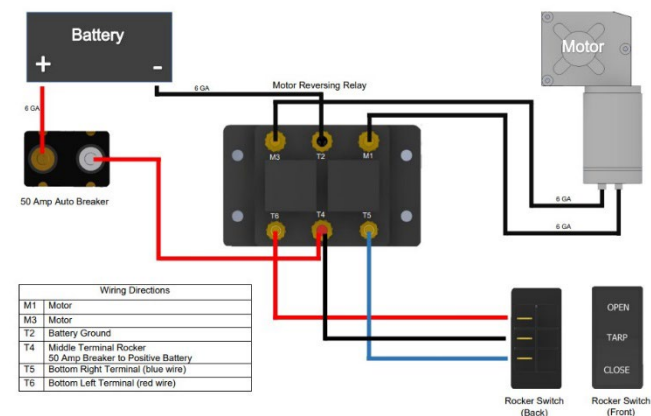 Battery
+ -
Motor
6 GA
Motor Reversing Relay
6 GA
M3 T2 M1
50 Amp Auto Breaker
6 GA
T6 T4 T5
6 GA
Wiring Directions
M1 Motor
M3 Motor
T2 Battery Ground
T4 Middle Terminal Rocker
50 Amp Breaker to Positive Battery
T5 Bottom Right Terminal (blue wire)
T6 Bottom Left Terminal (red wire)
OPEN
TARP
CLOSE
Rocker Switch
(Back)
Rocker Switch
(Front)